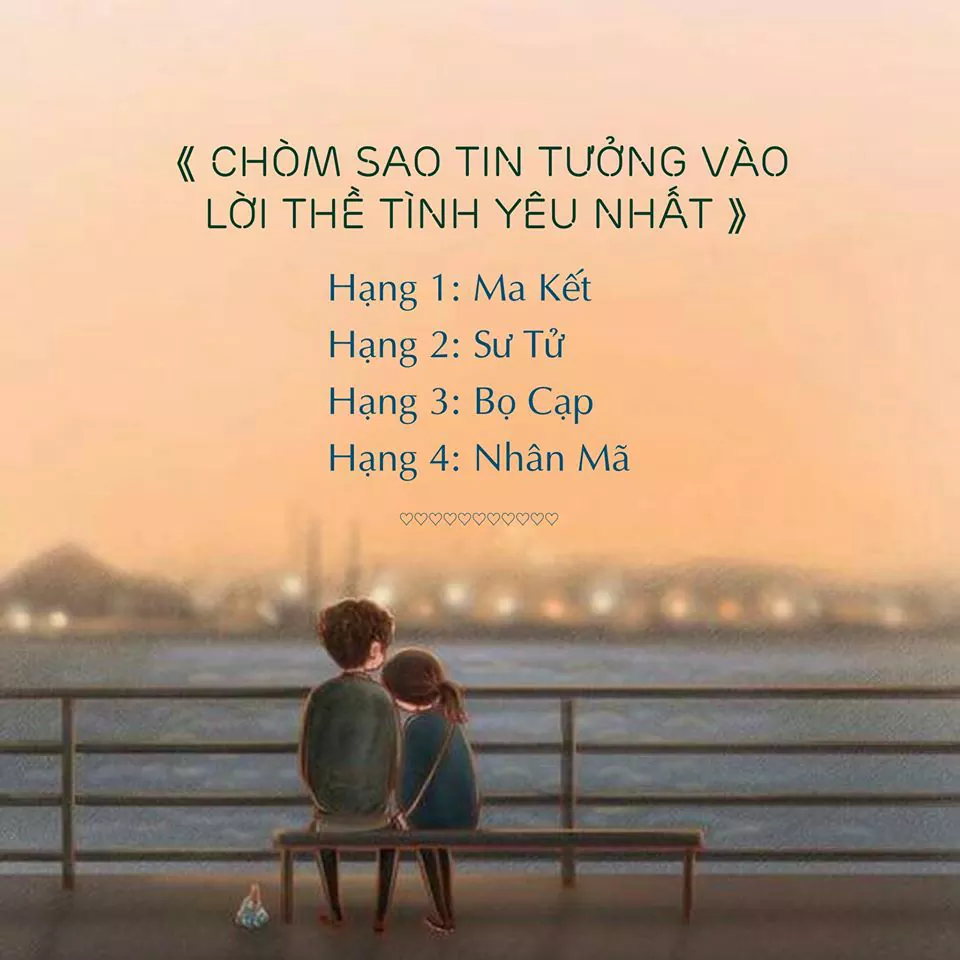 《 CHÒM SAO TIN TƯỞNG VÀO
LỜI THỀ TÌNH YÊU NHẤT 》
Hạng 1: Ma Kết
Hạng 2: Sư Tử
Hạng 3: Bọ Cạp
Hạng 4: Nhân Mã
♡♡♡♡♡♡♡♡♡♡♡